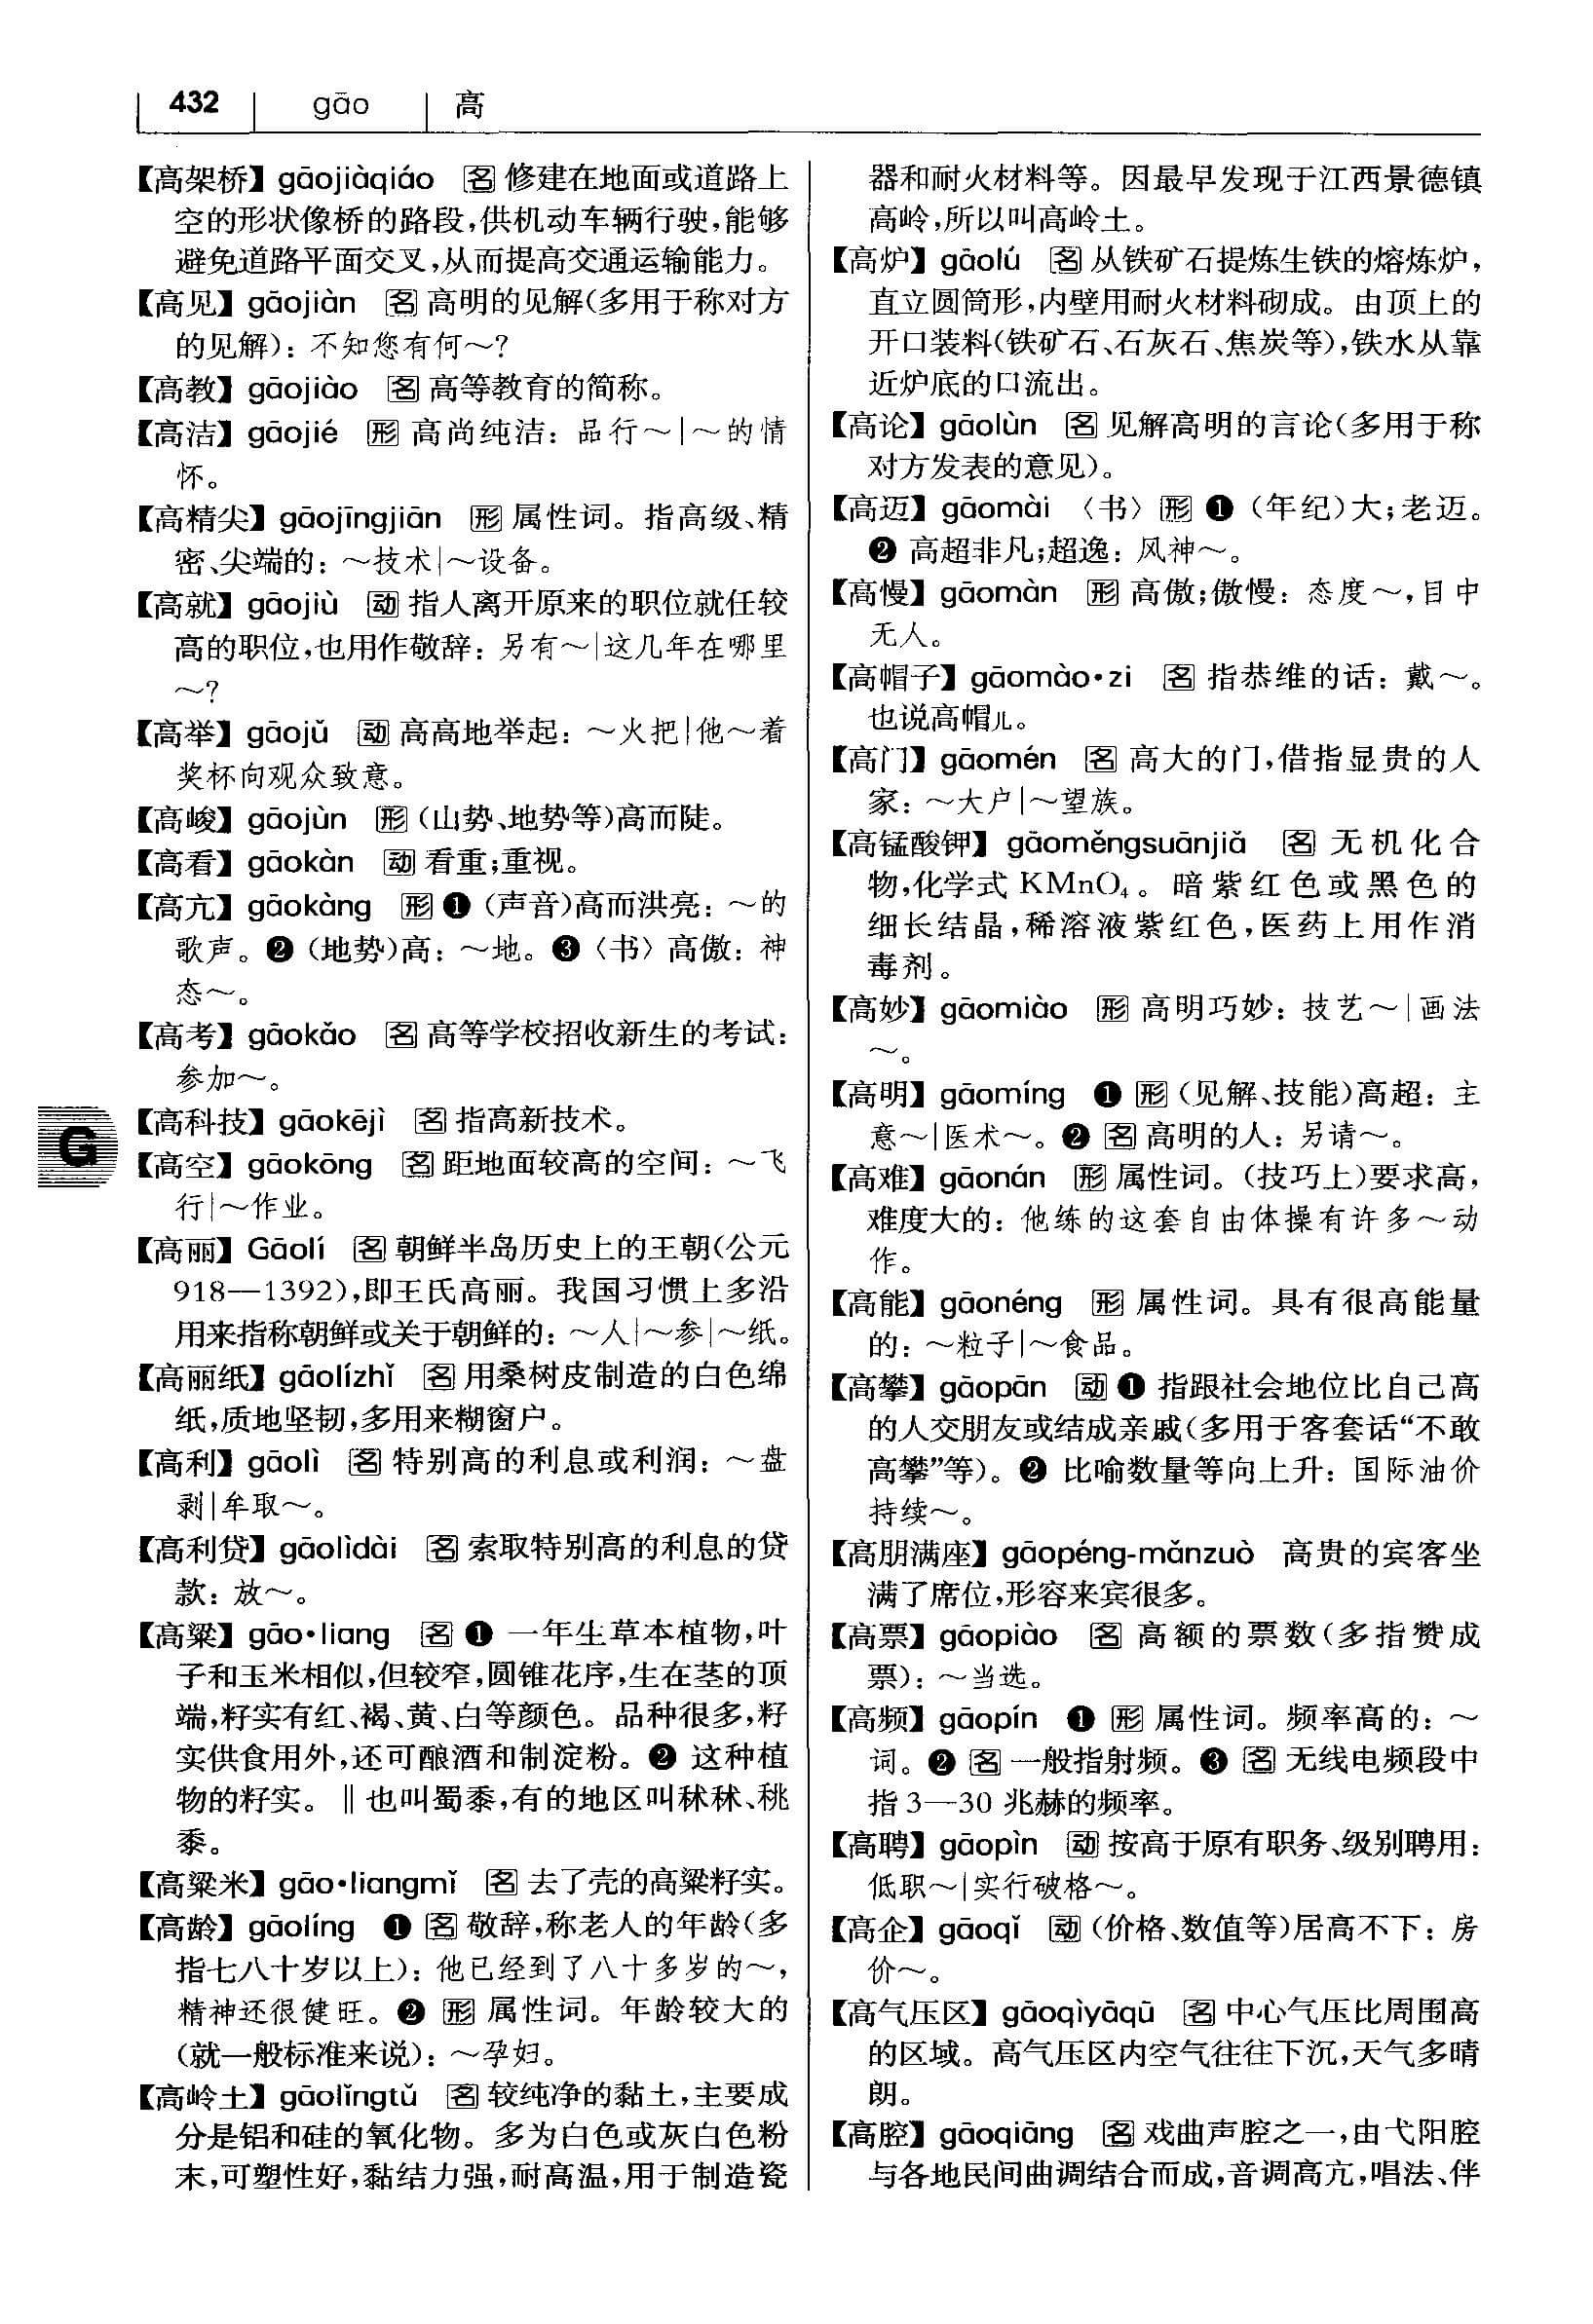 432 gāo 高
【高架桥】gāojiàqiáo 名 修建在地面或道路上
空的形状像桥的路段,供机动车辆行驶,能够
避免道路平面交叉,从而提高交通运输能力。
【高见】gāojiàn 名 高明的见解(多用于称对方
的见解):不知您有何~?
【高教】gāojiào 名 高等教育的简称。
【高洁】gāojié 形 高尚纯洁:品行~|~的情
怀。
【高精尖】gāojīngjiān 形 属性词。指高级、精
密、尖端的:~技术|~设备。
【高就】gāojiù 动 指人离开原来的职位就任较
高的职位,也用作敬辞:另有~|这几年在哪里
~?
【高举】gāojǔ 动 高高地举起:~火把|他~着
奖杯向观众致意。
【高峻】gāojùn 形 (山势、地势等)高而陡。
【高看】gāokàn 动 看重;重视。
【高亢】gāokàng 形 ❶ (声音)高而洪亮:~的
歌声。❷ (地势)高:~地。❸〈书〉高傲:神
态~。
【高考】gāokǎo 名 高等学校招收新生的考试:
参加~。
【高科技】gāokējì 名 指高新技术。
G
【高空】gāokōng 名 距地面较高的空间:~飞
行|~作业。
【高丽】Gāolí 名 朝鲜半岛历史上的王朝(公元
918—1392),即王氏高丽。我国习惯上多沿
用来指称朝鲜或关于朝鲜的:~人|~参|~纸。
【高丽纸】gāolízhǐ 名 用桑树皮制造的白色绵
纸,质地坚韧,多用来糊窗户。
【高利】gāolì 名 特别高的利息或利润:~盘
剥|牟取~。
【高利贷】gāolìdài 名 索取特别高的利息的贷
款:放~。
【高粱】gāo•liang 名 ❶ 一年生草本植物,叶
子和玉米相似,但较窄,圆锥花序,生在茎的顶
端,籽实有红、褐、黄、白等颜色。品种很多,籽
实供食用外,还可酿酒和制淀粉。❷ 这种植
物的籽实。‖也叫蜀黍,有的地区叫秫秫、桃
黍。
【高粱米】gāo•liangmǐ 名 去了壳的高粱籽实。
【高龄】gāolíng ❶ 名 敬辞,称老人的年龄(多
指七八十岁以上):他已经到了八十多岁的~,
精神还很健旺。❷ 形 属性词。年龄较大的
(就一般标准来说):~孕妇。
【高岭土】gāolǐngtǔ 名 较纯净的黏土,主要成
分是铝和硅的氧化物。多为白色或灰白色粉
末,可塑性好,黏结力强,耐高温,用于制造瓷
器和耐火材料等。因最早发现于江西景德镇
高岭,所以叫高岭土。
【高炉】gāolú 名 从铁矿石提炼生铁的熔炼炉,
直立圆筒形,内壁用耐火材料砌成。由顶上的
开口装料(铁矿石、石灰石、焦炭等),铁水从靠
近炉底的口流出。
【高论】gāolùn 名 见解高明的言论(多用于称
对方发表的意见)。
【高迈】gāomài 〈书〉形 ❶ (年纪)大;老迈。
❷ 高超非凡;超逸:风神~。
【高慢】gāomàn 形 高傲;傲慢:态度~,目中
无人。
【高帽子】gāomào•zi 名 指恭维的话:戴~。
也说高帽儿。
【高门】gāomén 名 高大的门,借指显贵的人
家:~大户|~望族。
【高锰酸钾】gāoměngsuānjiǎ 名 无机化合
物,化学式 KMnO₄。暗紫红色或黑色的
细长结晶,稀溶液紫红色,医药上用作消
毒剂。
【高妙】gāomiào 形 高明巧妙:技艺~|画法
~。
【高明】gāomíng ❶ 形 (见解、技能)高超:主
意~|医术~。❷ 名 高明的人:另请~。
【高难】gāonán 形 属性词。(技巧上)要求高,
难度大的:他练的这套自由体操有许多~动
作。
【高能】gāonéng 形 属性词。具有很高能量
的:~粒子|~食品。
【高攀】gāopān 动 ❶ 指跟社会地位比自己高
的人交朋友或结成亲戚(多用于客套话“不敢
高攀”等)。❷ 比喻数量等向上升:国际油价
持续~。
【高朋满座】gāopéng-mǎnzuò 高贵的宾客坐
满了席位,形容来宾很多。
【高票】gāopiào 名 高额的票数(多指赞成
票):~当选。
【高频】gāopín ❶ 形 属性词。频率高的:~
词。❷ 名 一般指射频。❸ 名 无线电频段中
指 3—30 兆赫的频率。
【高聘】gāopìn 动 按高于原有职务、级别聘用:
低职~|实行破格~。
【高企】gāoqǐ 动 (价格、数值等)居高不下:房
价~。
【高气压区】gāoqìyāqū 名 中心气压比周围高
的区域。高气压区内空气往往下沉,天气多晴
朗。
【高腔】gāoqiāng 名 戏曲声腔之一,由弋阳腔
与各地民间曲调结合而成,音调高亢,唱法、伴